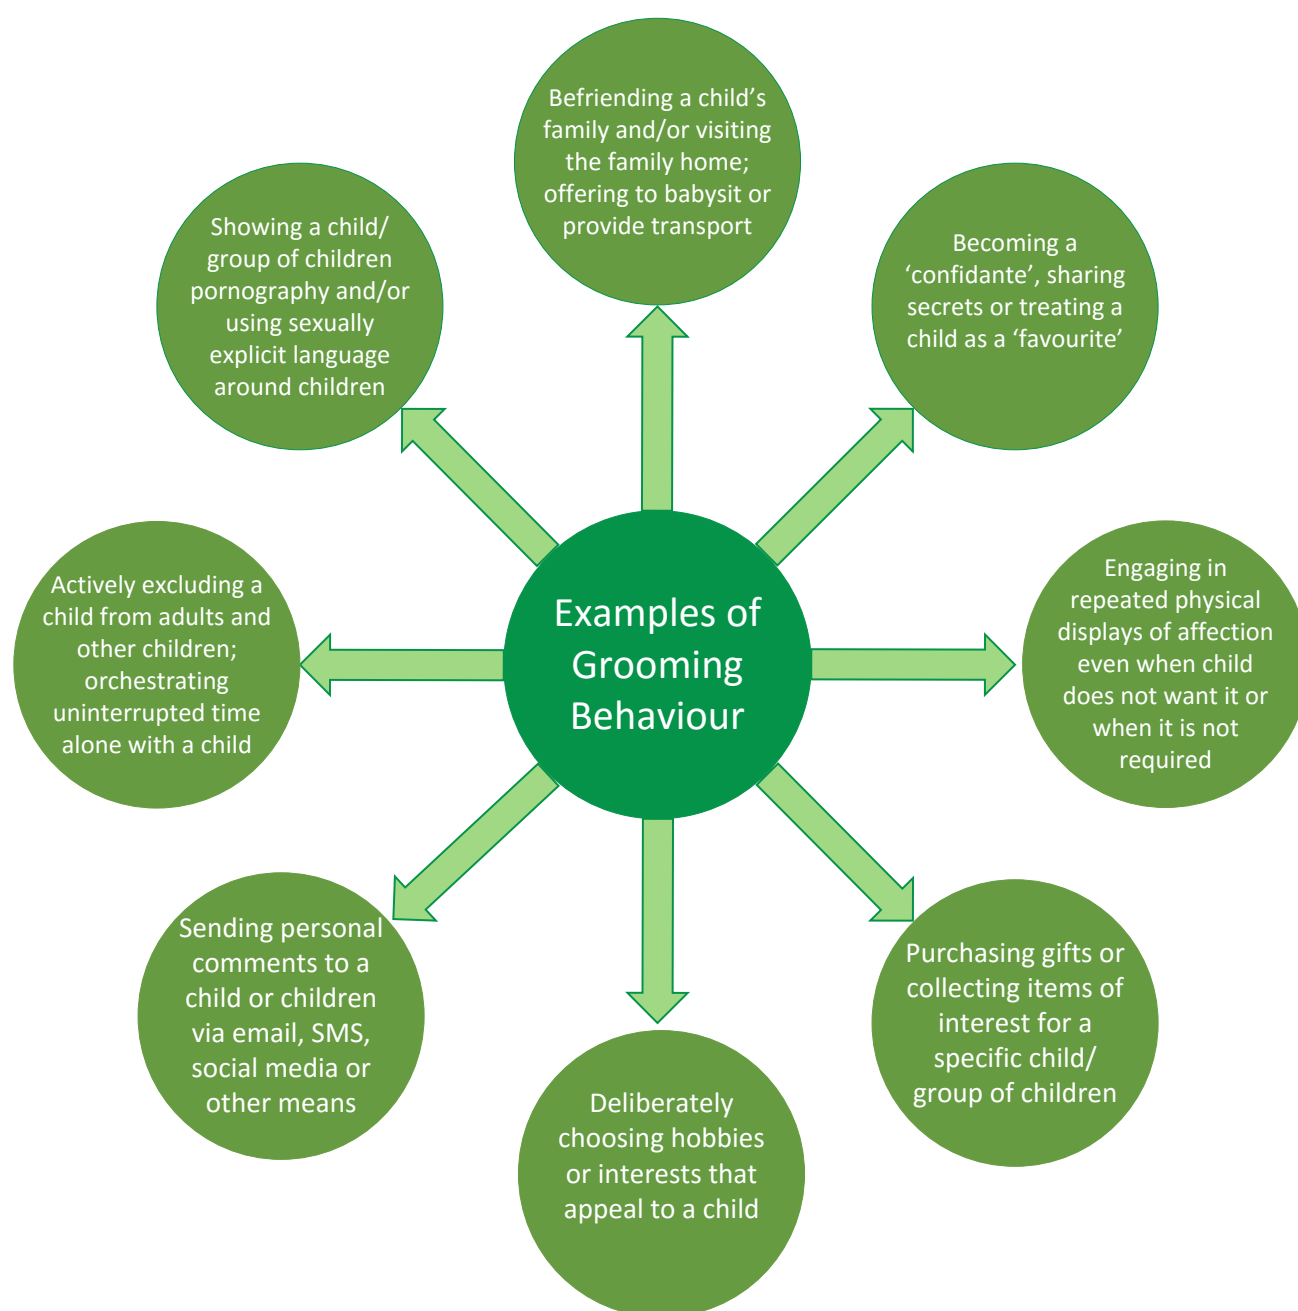 Befriending a child’s
family and/or visiting
the family home;
offering to babysit or
provide transport
Becoming a
‘confidante’, sharing
secrets or treating a
child as a ‘favourite’
Engaging in
repeated physical
displays of affection
even when child
does not want it or
when it is not
required
Purchasing gifts or
collecting items of
interest for a
specific child/
group of children
Deliberately
choosing hobbies
or interests that
appeal to a child
Sending personal
comments to a
child or children
via email, SMS,
social media or
other means
Actively excluding a
child from adults and
other children;
orchestrating
uninterrupted time
alone with a child
Showing a child/
group of children
pornography and/or
using sexually
explicit language
around children
Examples of
Grooming
Behaviour